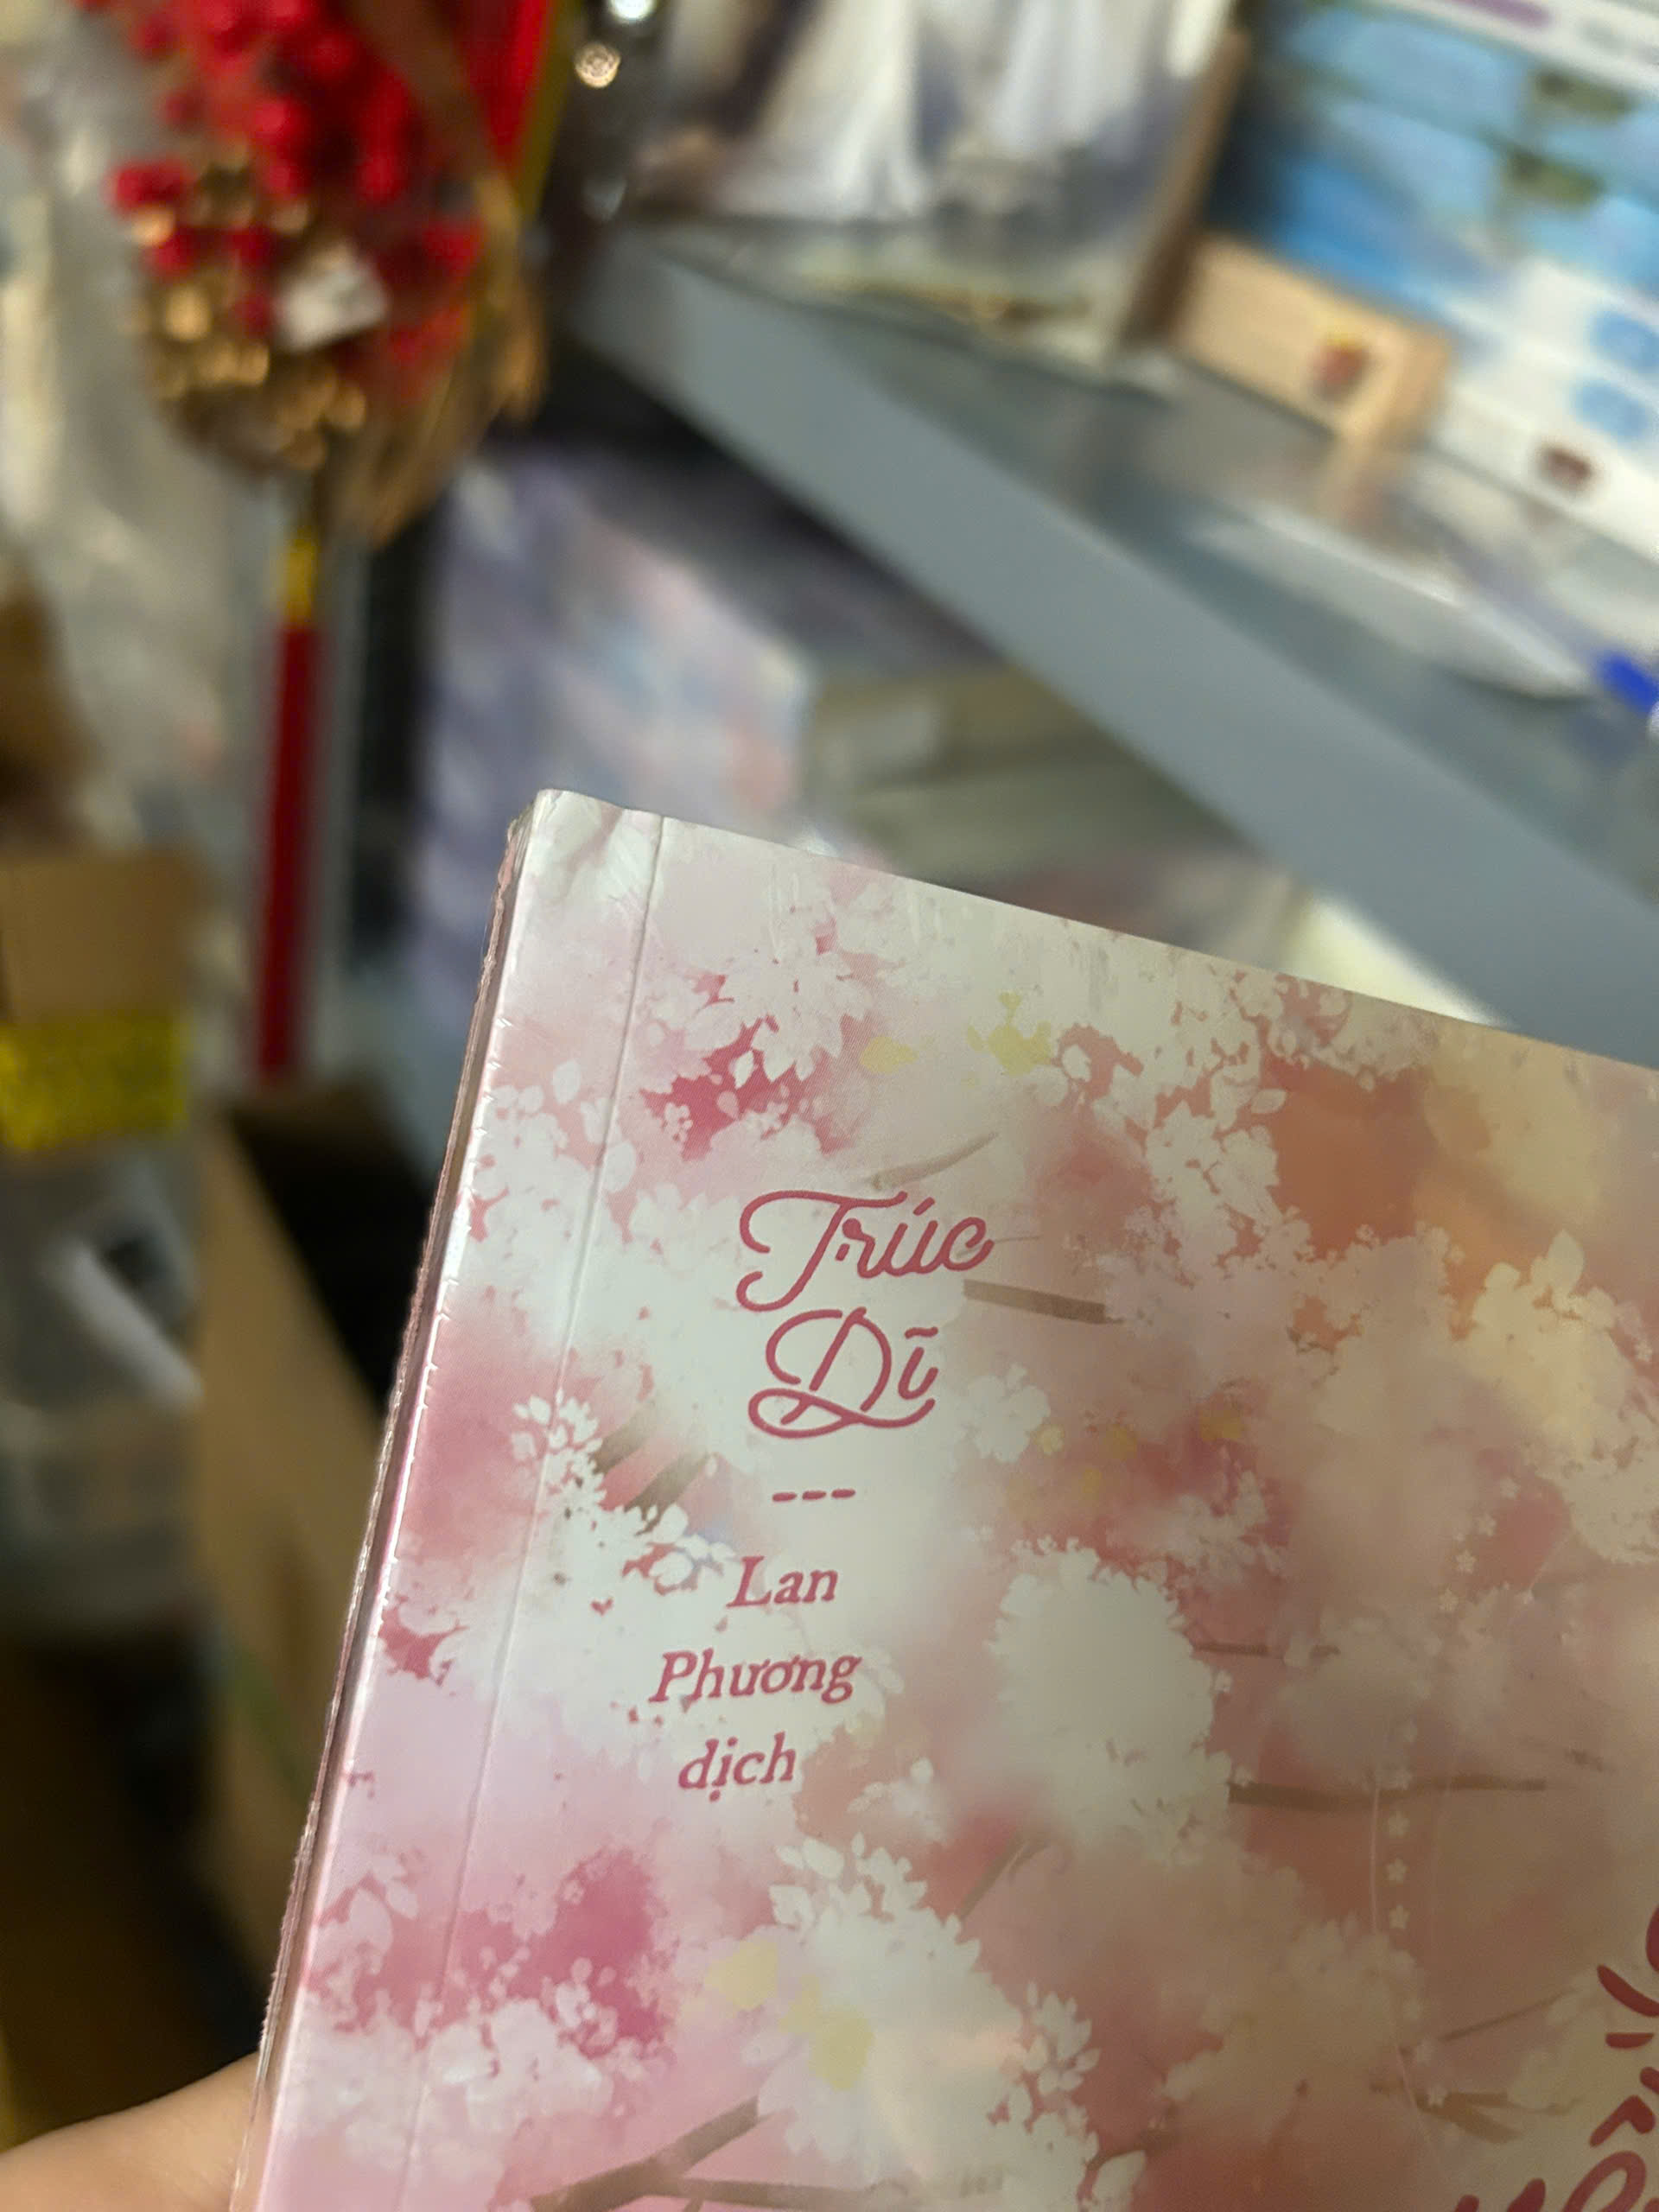 Trúc
Dĩ
---
Lan
Phương
dịch